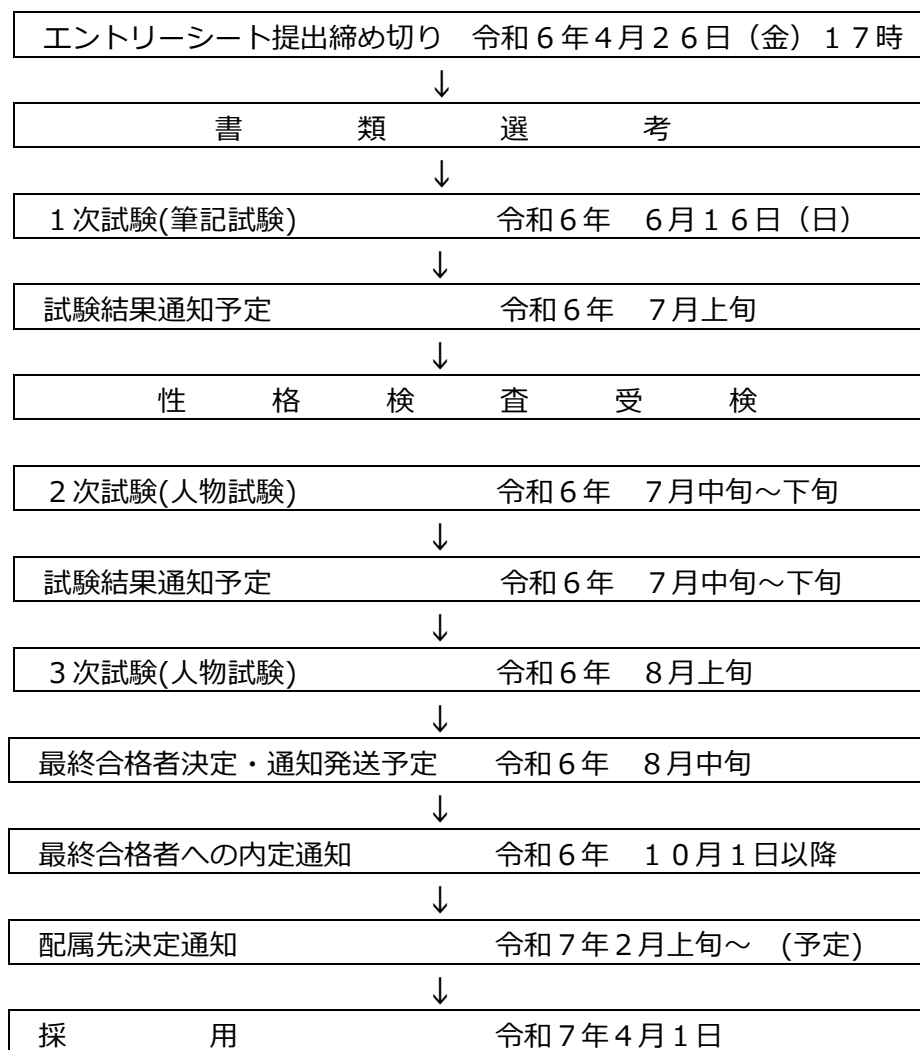 エントリーシート提出締め切り　令和６年４月２６日（金）１７時
↓
書　類　選　考
↓
１次試験(筆記試験)　令和６年　６月１６日（日）
↓
試験結果通知予定　令和６年　７月上旬
↓
性　格　検　査　受　検
２次試験(人物試験)　令和６年　７月中旬～下旬
↓
試験結果通知予定　令和６年　７月中旬～下旬
↓
３次試験(人物試験)　令和６年　８月上旬
↓
最終合格者決定・通知発送予定　令和６年　８月中旬
↓
最終合格者への内定通知　令和６年　１０月１日以降
↓
配属先決定通知　令和７年２月上旬～　(予定)
↓
採　用　令和７年４月１日